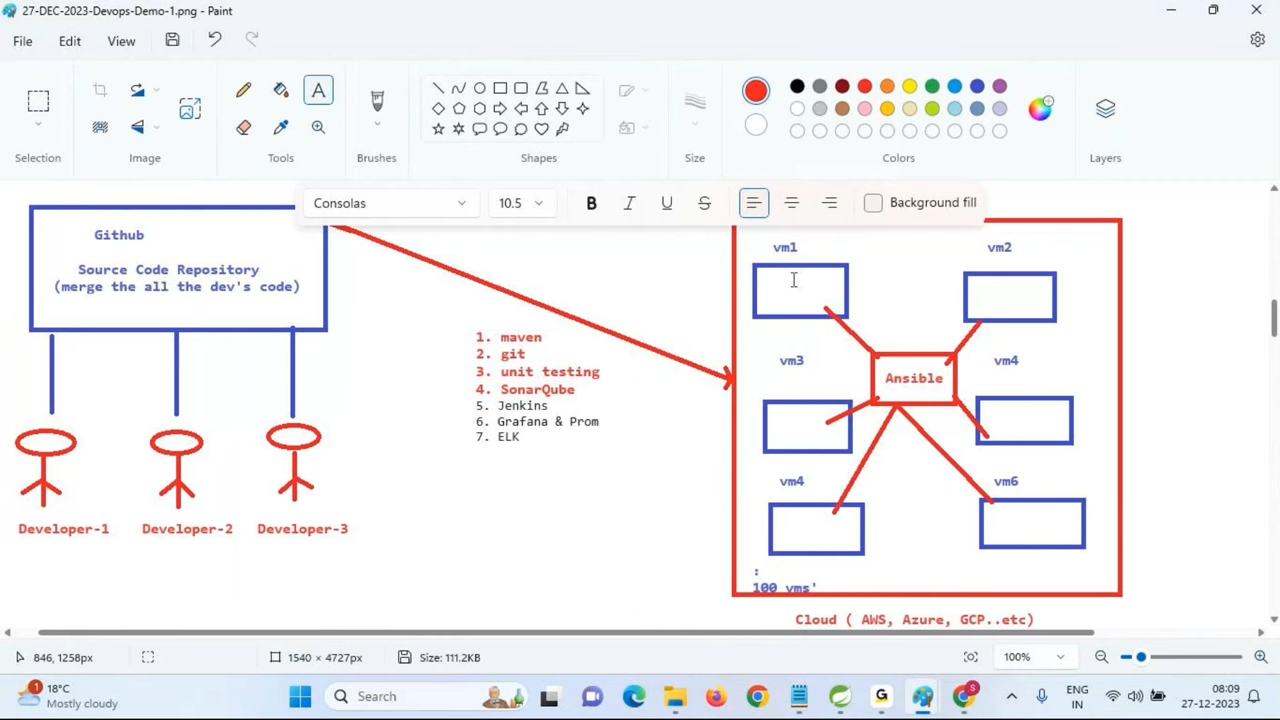 27-DEC-2023-Devops-Demo-1.png - Paint
File
Edit
View
A
Selection
Image
Tools
Brushes
Shapes
Size
Colors
Layers
Consolas
10.5
B
I
U
S
Background fill
Github
Source Code Repository
(merge the all the dev's code)
Developer-1
Developer-2
Developer-3
1. maven
2. git
3. unit testing
4. SonarQube
5. Jenkins
6. Grafana & Prom
7. ELK
vm1
vm2
vm3
vm4
Ansible
vm4
vm6
:
100 vms'
Cloud ( AWS, Azure, GCP..etc)
846, 1258px
1540 × 4727px
Size: 111.2KB
100%
1
18°C
Mostly cloudy
Search
G
S
ENG
IN
08:09
27-12-2023